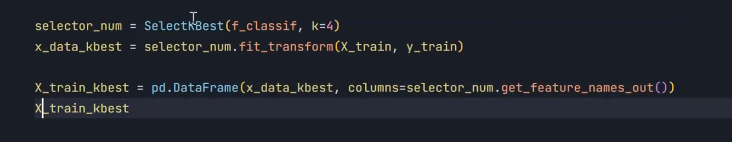 selector_num = SelectKBest(f_classif, k=4)
x_data_kbest = selector_num.fit_transform(X_train, y_train)
X_train_kbest = pd.DataFrame(x_data_kbest, columns=selector_num.get_feature_names_out())
X_train_kbest